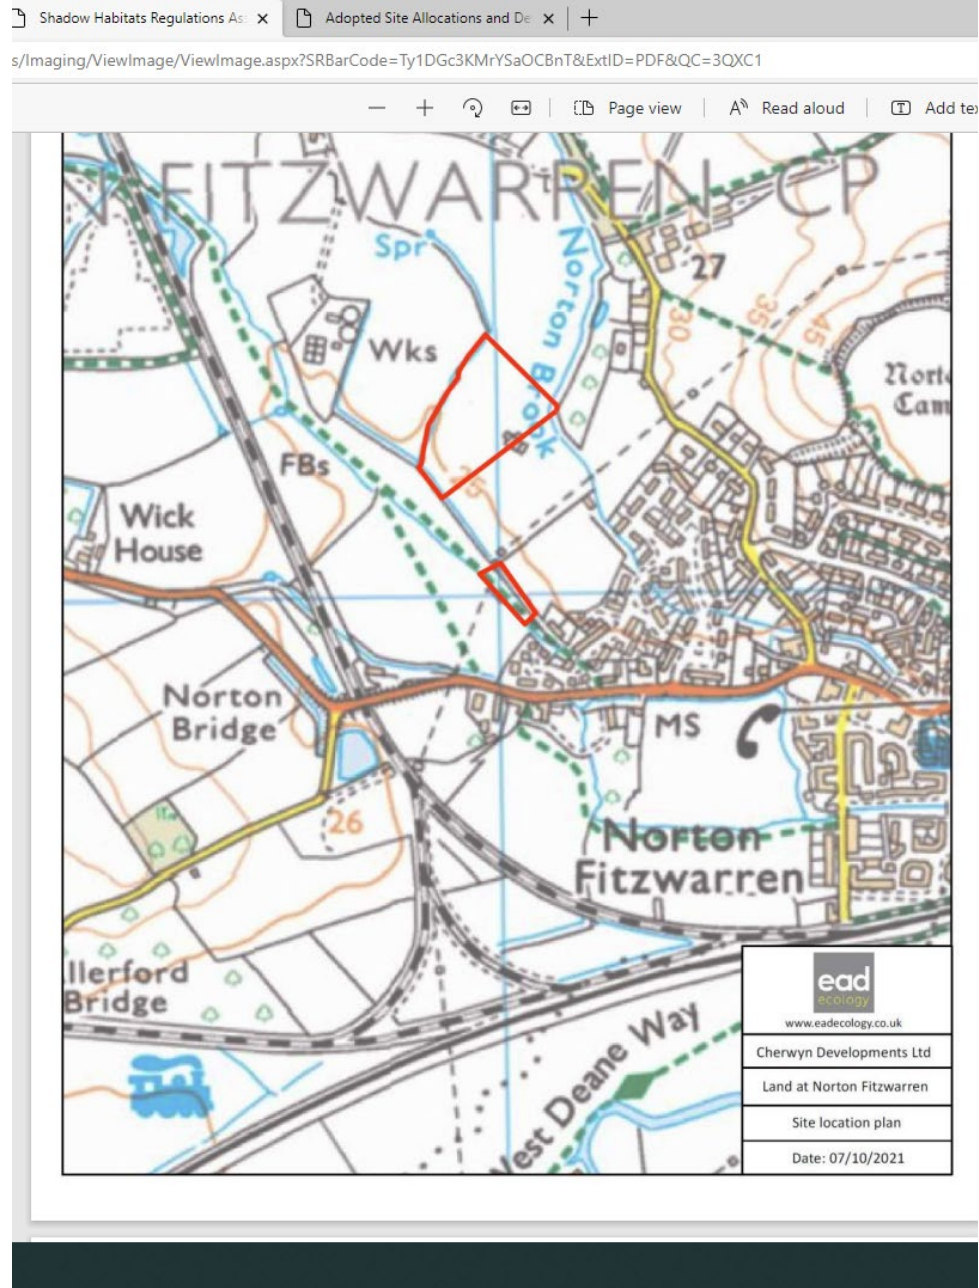 Shadow Habitats Regulations As
Adopted Site Allocations and De
s/Imaging/ViewImage/ViewImage.aspx?SRBarCode=Ty1DGc3KMrYSaOCBnT&ExtID=PDF&QC=3QXC1
Page view
Read aloud
Add tex
FITZWARREN CP
Spr
Norton Brook
27
30
35
45
Wks
Norto
Cam
25
FBs
Wick
House
Norton
Bridge
MS
26
Norton
Fitzwarren
llerford
Bridge
West Deane Way
ead
ecology
www.eadecology.co.uk
Cherwyn Developments Ltd
Land at Norton Fitzwarren
Site location plan
Date: 07/10/2021